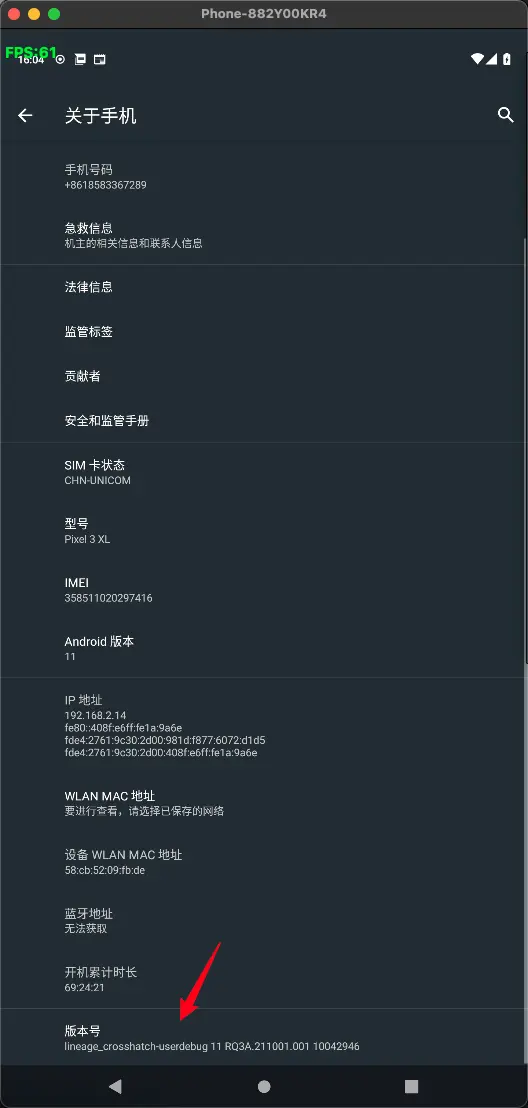 Phone-882Y00KR4
FPS:61
16:04
关于手机
手机号码
+8618583367289
急救信息
机主的相关信息和联系人信息
法律信息
监管标签
贡献者
安全和监管手册
SIM 卡状态
CHN-UNICOM
型号
Pixel 3 XL
IMEI
358511020297416
Android 版本
11
IP 地址
192.168.2.14
fe80::408f:e6ff:fe1a:9a6e
fde4:2761:9c30:2d00:981d:f877:6072:d1d5
fde4:2761:9c30:2d00:408f:e6ff:fe1a:9a6e
WLAN MAC 地址
要进行查看，请选择已保存的网络
设备 WLAN MAC 地址
58:cb:52:09:fb:de
蓝牙地址
无法获取
开机累计时长
69:24:21
版本号
lineage_crosshatch-userdebug 11 RQ3A.211001.001 10042946